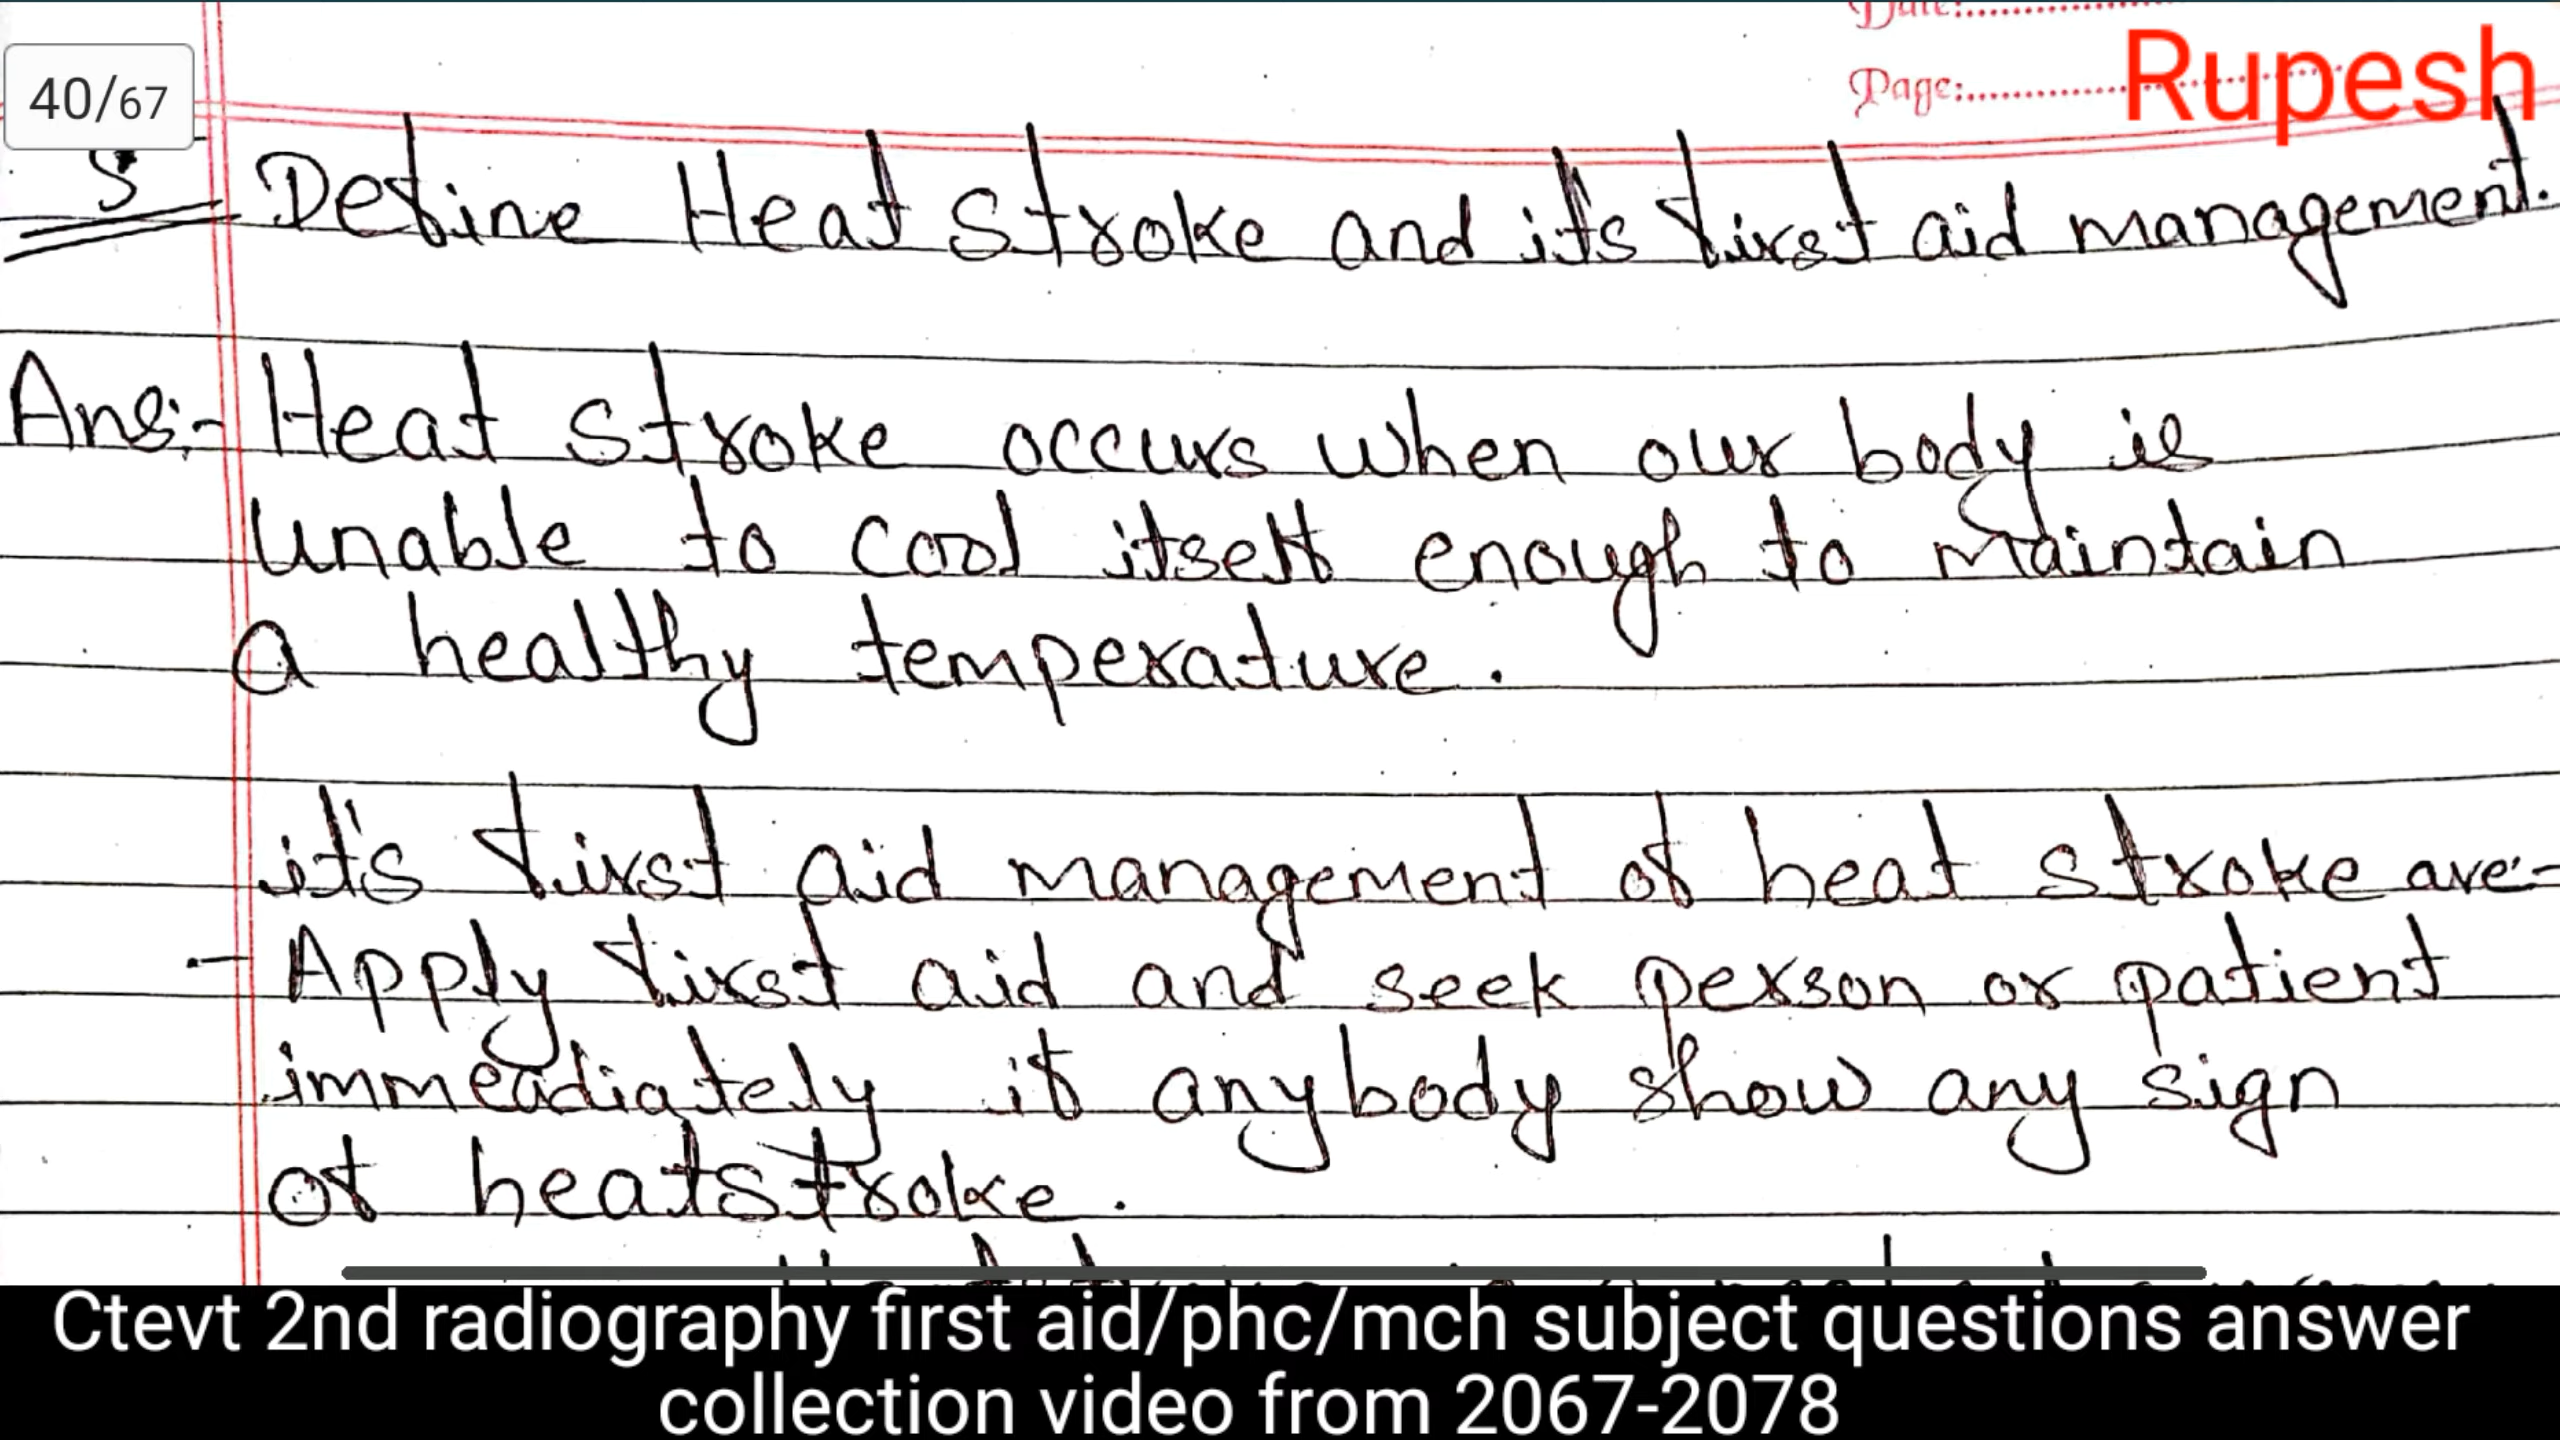 Date:
Page:
Rupesh
40/67
5 Define Heat stroke and it's first aid management.
Ans:- Heat stroke occurs when our body is
unable to cool itself enough to maintain
a healthy temperature.
it's first aid management of heat stroke are:-
- Apply first aid and seek person or patient
immeadiately if anybody show any sign
of heatstroke.
Ctevt 2nd radiography first aid/phc/mch subject questions answer
collection video from 2067-2078